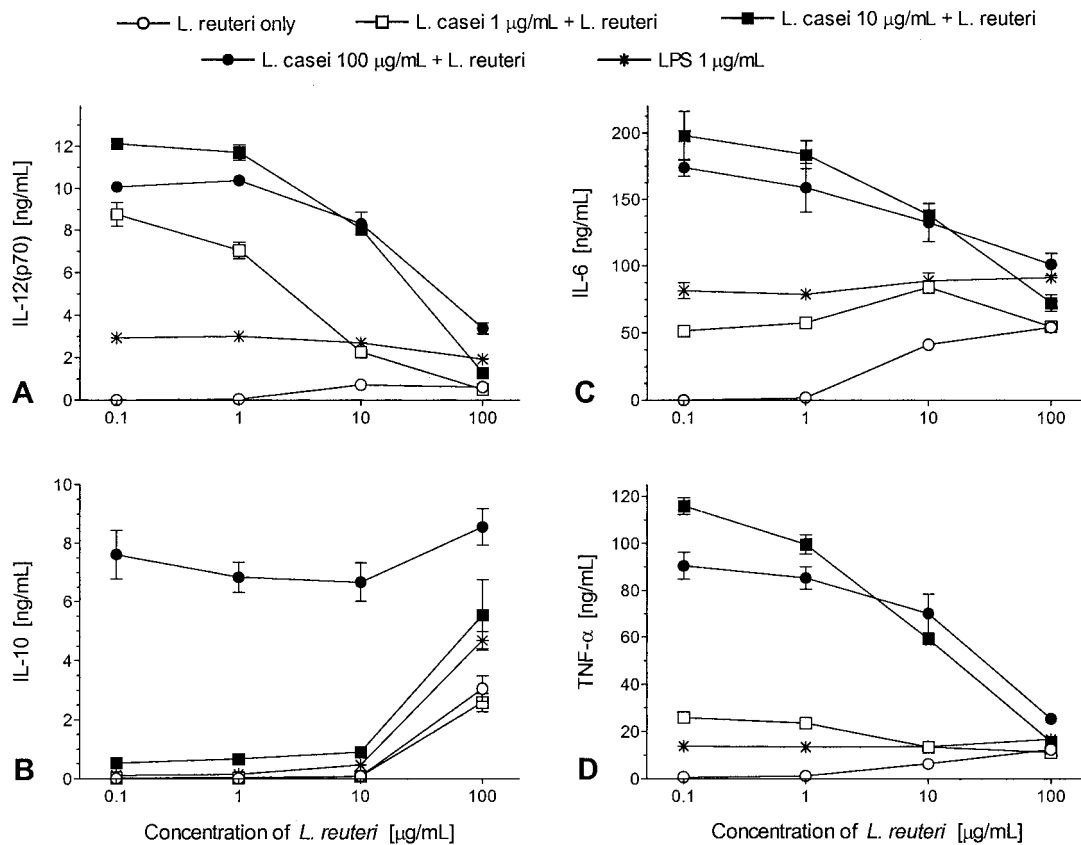 L. reuteri only
L. casei 1 µg/mL + L. reuteri
L. casei 10 µg/mL + L. reuteri
L. casei 100 µg/mL + L. reuteri
LPS 1 µg/mL
A
IL-12(p70) [ng/mL]
12
10
8
6
4
2
0
0.1 1 10 100
C
IL-6 [ng/mL]
200
150
100
50
0
0.1 1 10 100
B
IL-10 [ng/mL]
10
8
6
4
2
0
0.1 1 10 100
Concentration of L. reuteri [µg/mL]
D
TNF-α [ng/mL]
120
100
80
60
40
20
0
0.1 1 10 100
Concentration of L. reuteri [µg/mL]